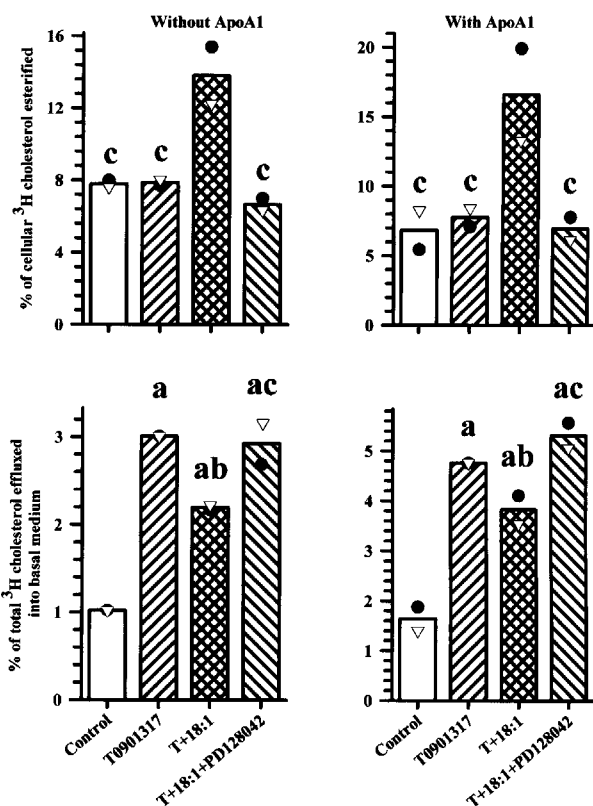 Without ApoA1
With ApoA1
% of cellular ³H cholesterol esterified
16
12
8
4
0
c
c
c
20
15
10
5
0
c
c
c
% of total ³H cholesterol effluxed
into basal medium
3
2
1
0
a
ab
ac
5
4
3
2
1
0
a
ab
ac
Control
T0901317
T+18:1
T+18:1+PD128042
Control
T0901317
T+18:1
T+18:1+PD128042